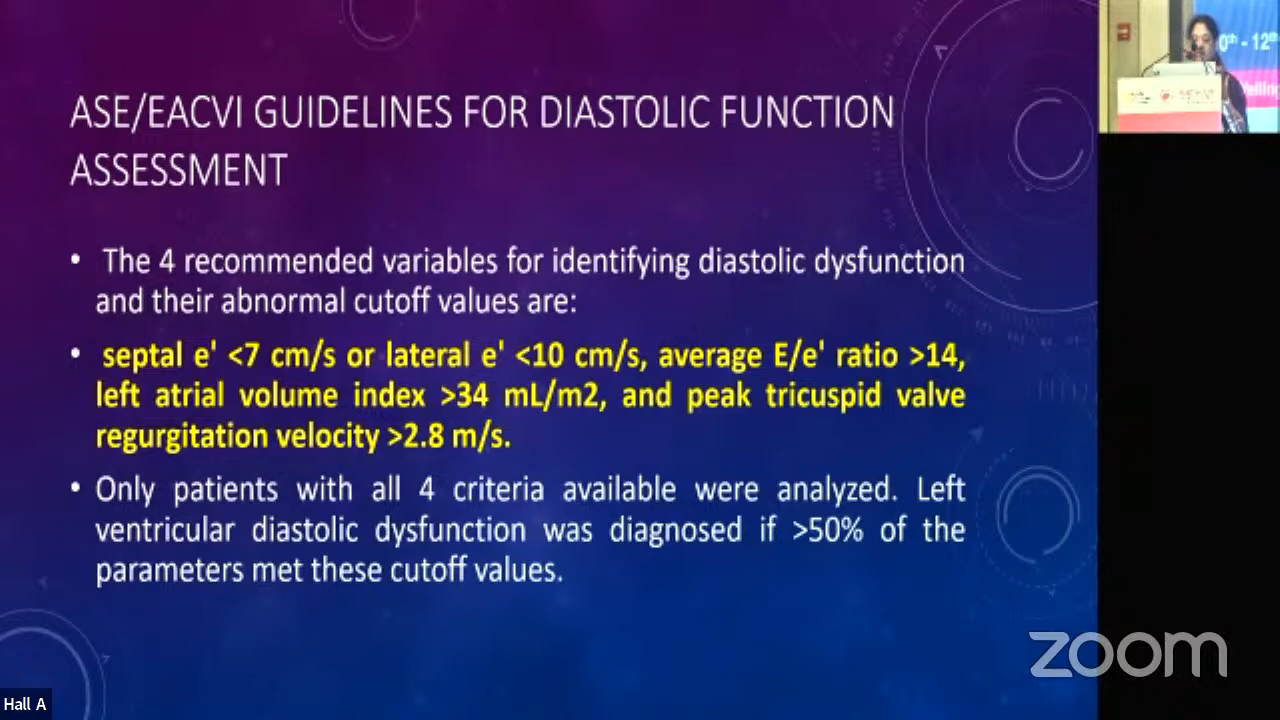 ASE/EACVI GUIDELINES FOR DIASTOLIC FUNCTION
ASSESSMENT
• The 4 recommended variables for identifying diastolic dysfunction
and their abnormal cutoff values are:
• septal e' <7 cm/s or lateral e' <10 cm/s, average E/e' ratio >14,
left atrial volume index >34 mL/m2, and peak tricuspid valve
regurgitation velocity >2.8 m/s.
• Only patients with all 4 criteria available were analyzed. Left
ventricular diastolic dysfunction was diagnosed if >50% of the
parameters met these cutoff values.
0th - 12th
zoom
Hall A